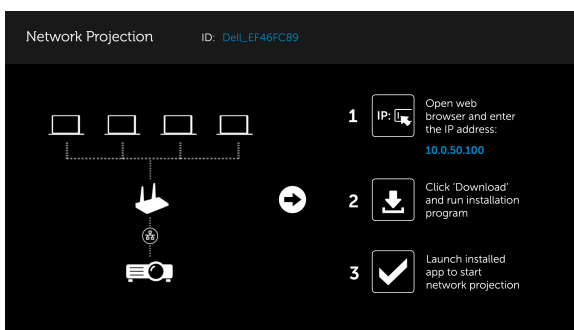 Network Projection ID: Dell_EF46FC89
1 IP: Open web
browser and enter
the IP address:
10.0.50.100
2 Click 'Download'
and run installation
program
3 Launch installed
app to start
network projection